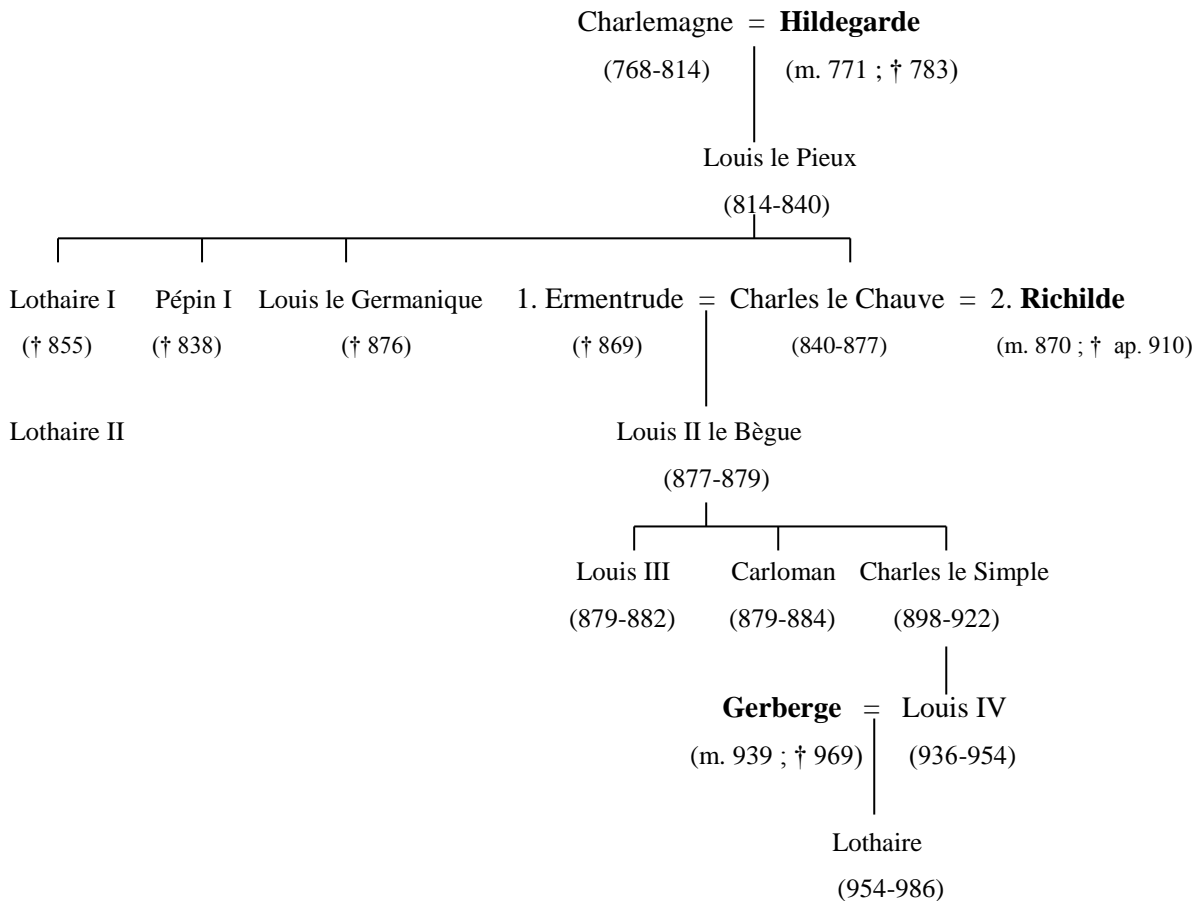 Charlemagne = Hildegarde
(768-814) (m. 771 ; † 783)
Louis le Pieux
(814-840)
Lothaire I Pépin I Louis le Germanique 1. Ermentrude = Charles le Chauve = 2. Richilde
(† 855) († 838) († 876) († 869) (840-877) (m. 870 ; † ap. 910)
Lothaire II Louis II le Bègue
(877-879)
Louis III Carloman Charles le Simple
(879-882) (879-884) (898-922)
Gerberge = Louis IV
(m. 939 ; † 969) (936-954)
Lothaire
(954-986)